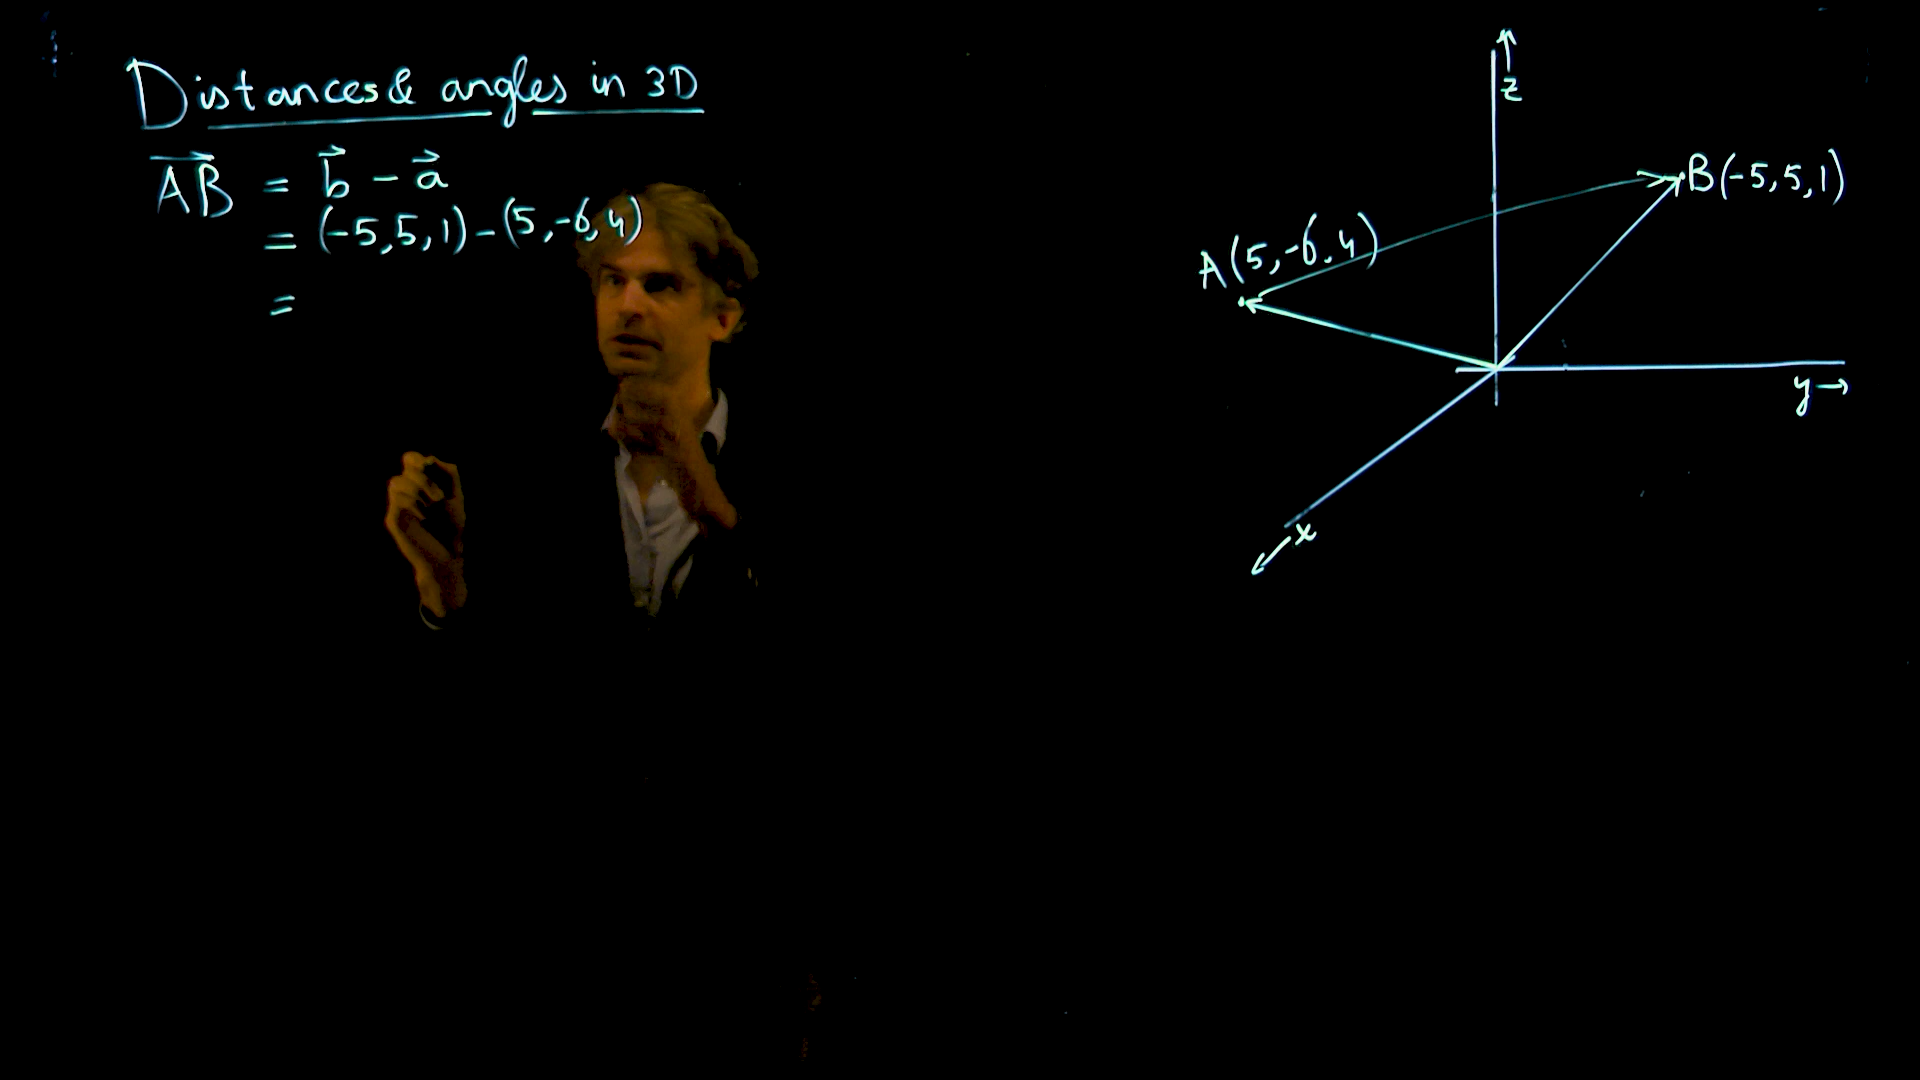 Distances & angles in 3D
→AB = →b - →a
= (-5,5,1) - (5,-6,4)
=
z
B(-5,5,1)
A(5,-6,4)
y→
x